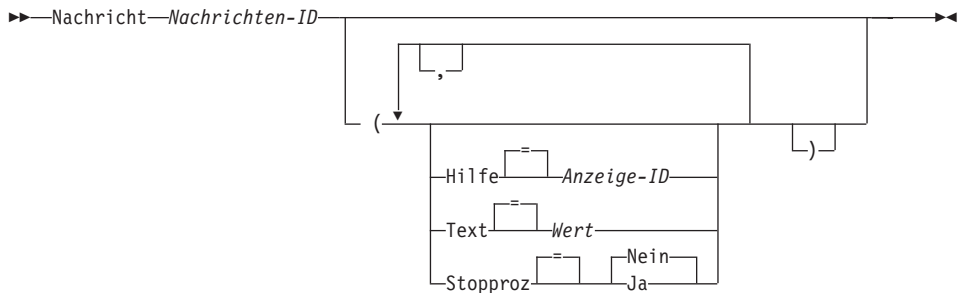 Nachricht Nachrichten-ID
,
(
)
Hilfe = Anzeige-ID
Text = Wert
Stopproz = Nein
Ja